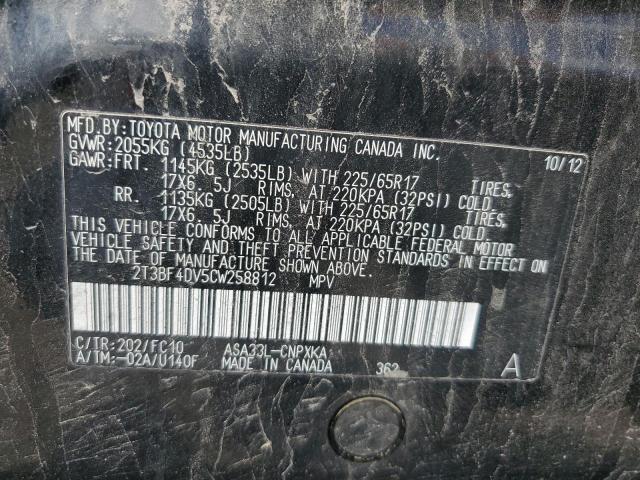 MFD.BY:TOYOTA MOTOR MANUFACTURING CANADA INC. 10/12
GVWR:2055KG (4535LB)
GAWR:FRT. 1145KG (2535LB) WITH 225/65R17 TIRES,
17X6.5J RIMS, AT 220KPA (32PSI) COLD
RR. 1135KG (2505LB) WITH 225/65R17 TIRES,
17X6.5J RIMS, AT 220KPA (32PSI) COLD.
THIS VEHICLE CONFORMS TO ALL APPLICABLE FEDERAL MOTOR
VEHICLE SAFETY AND THEFT PREVENTION STANDARDS IN EFFECT ON
THE DATE OF MANUFACTURE SHOWN ABOVE.
2T3BF4DV5CW258812 MPV
C/TR:202/FC10 ASA33L-CNPXKA 362
A/TM:-02A/U140F MADE IN CANADA A